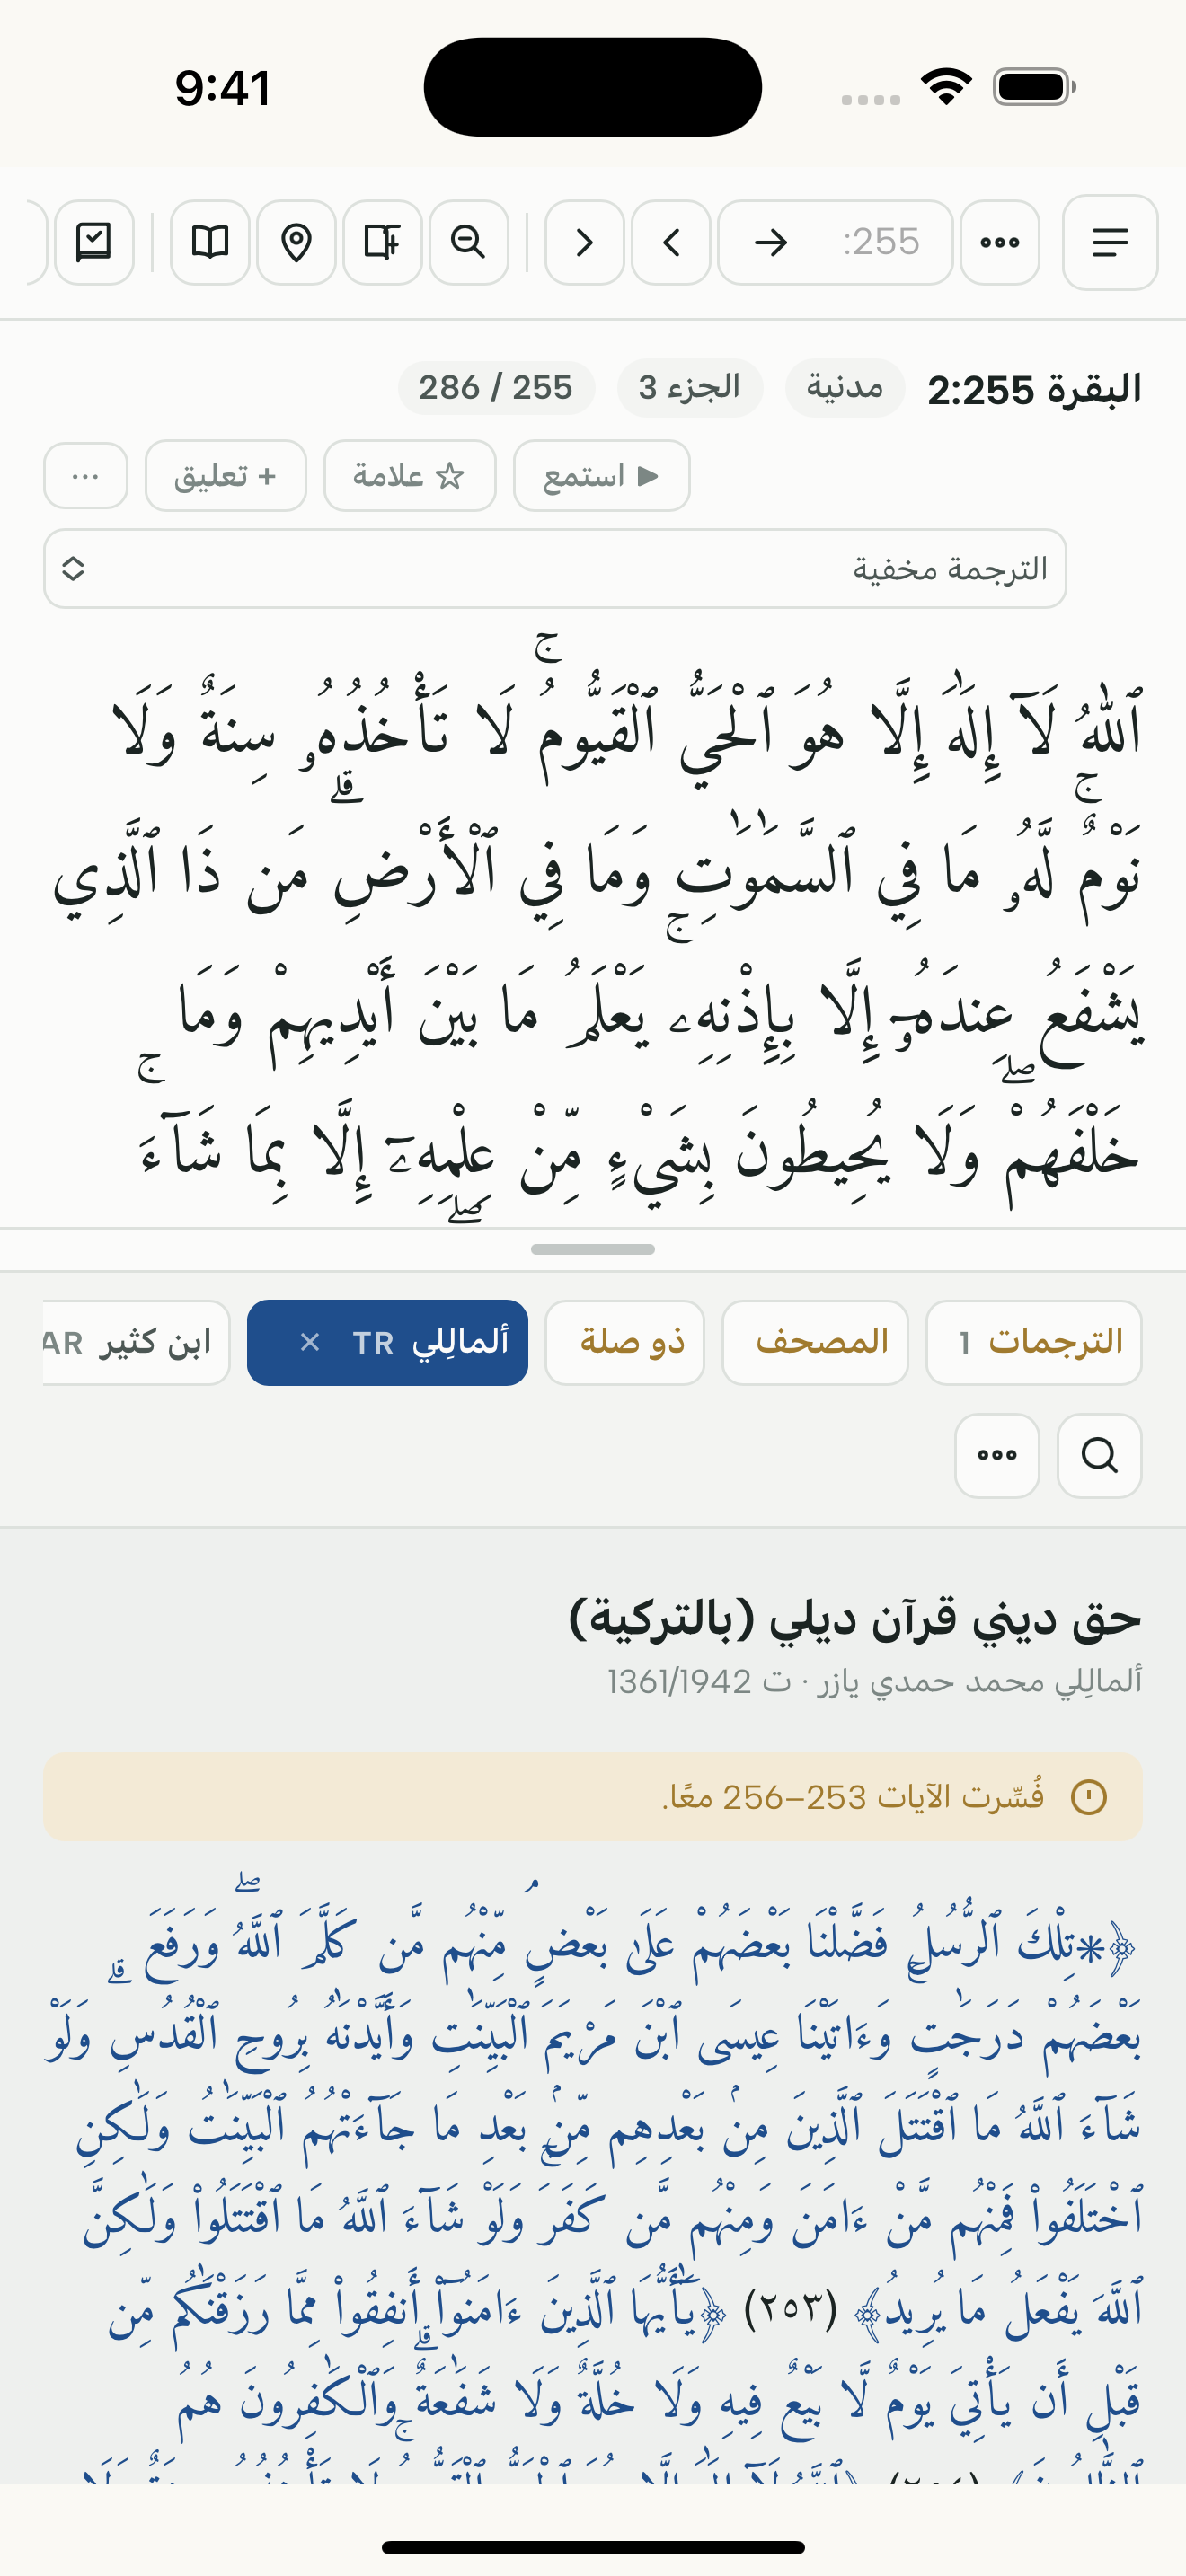 9:41
:255
البقرة 2:255 مدنية الجزء 3 255 / 286
استمع علامة + تعليق ...
الترجمة مخفية
ٱللَّهُ لَآ إِلَٰهَ إِلَّا هُوَ ٱلْحَيُّ ٱلْقَيُّومُ ۚ لَا تَأْخُذُهُۥ سِنَةٌ وَلَا
نَوْمٌ ۚ لَّهُۥ مَا فِي ٱلسَّمَٰوَٰتِ وَمَا فِي ٱلْأَرْضِ ۗ مَن ذَا ٱلَّذِي
يَشْفَعُ عِندَهُۥٓ إِلَّا بِإِذْنِهِۦ ۚ يَعْلَمُ مَا بَيْنَ أَيْدِيهِمْ وَمَا
خَلْفَهُمْ ۖ وَلَا يُحِيطُونَ بِشَيْءٍ مِّنْ عِلْمِهِۦٓ إِلَّا بِمَا شَآءَ ۚ
الترجمات 1 المصحف ذو صلة ألمالِلي TR × ابن كثير AR
حق ديني قرآن ديلي (بالتركية)
ألمالِلي محمد حمدي يازر · ت 1361/1942
فُسِّرت الآيات 253–256 معًا.
﴿*تِلْكَ ٱلرُّسُلُ فَضَّلْنَا بَعْضَهُمْ عَلَىٰ بَعْضٍۢ مِّنْهُم مَّن كَلَّمَ ٱللَّهُ ۖ وَرَفَعَ
بَعْضَهُمْ دَرَجَٰتٍ ۚ وَءَاتَيْنَا عِيسَى ٱبْنَ مَرْيَمَ ٱلْبَيِّنَٰتِ وَأَيَّدْنَٰهُ بِرُوحِ ٱلْقُدُسِ ۗ وَلَوْ
شَآءَ ٱللَّهُ مَا ٱقْتَتَلَ ٱلَّذِينَ مِنۢ بَعْدِهِم مِّنۢ بَعْدِ مَا جَآءَتْهُمُ ٱلْبَيِّنَٰتُ وَلَٰكِنِ
ٱخْتَلَفُوا۟ فَمِنْهُم مَّنْ ءَامَنَ وَمِنْهُم مَّن كَفَرَ ۚ وَلَوْ شَآءَ ٱللَّهُ مَا ٱقْتَتَلُوا۟ وَلَٰكِنَّ
ٱللَّهَ يَفْعَلُ مَا يُرِيدُ﴾ (٢٥٣) ﴿يَٰٓأَيُّهَا ٱلَّذِينَ ءَامَنُوٓا۟ أَنفِقُوا۟ مِمَّا رَزَقْنَٰكُم مِّن
قَبْلِ أَن يَأْتِيَ يَوْمٌ لَّا بَيْعٌ فِيهِ وَلَا خُلَّةٌ وَلَا شَفَٰعَةٌ ۗ وَٱلْكَٰفِرُونَ هُمُ